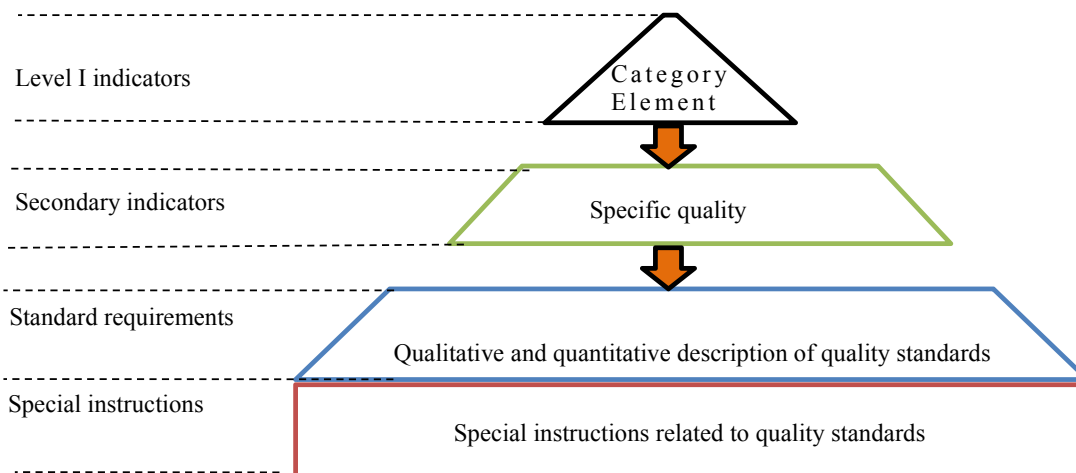 Level I indicators
Category
Element
Secondary indicators
Specific quality
Standard requirements
Qualitative and quantitative description of quality standards
Special instructions
Special instructions related to quality standards